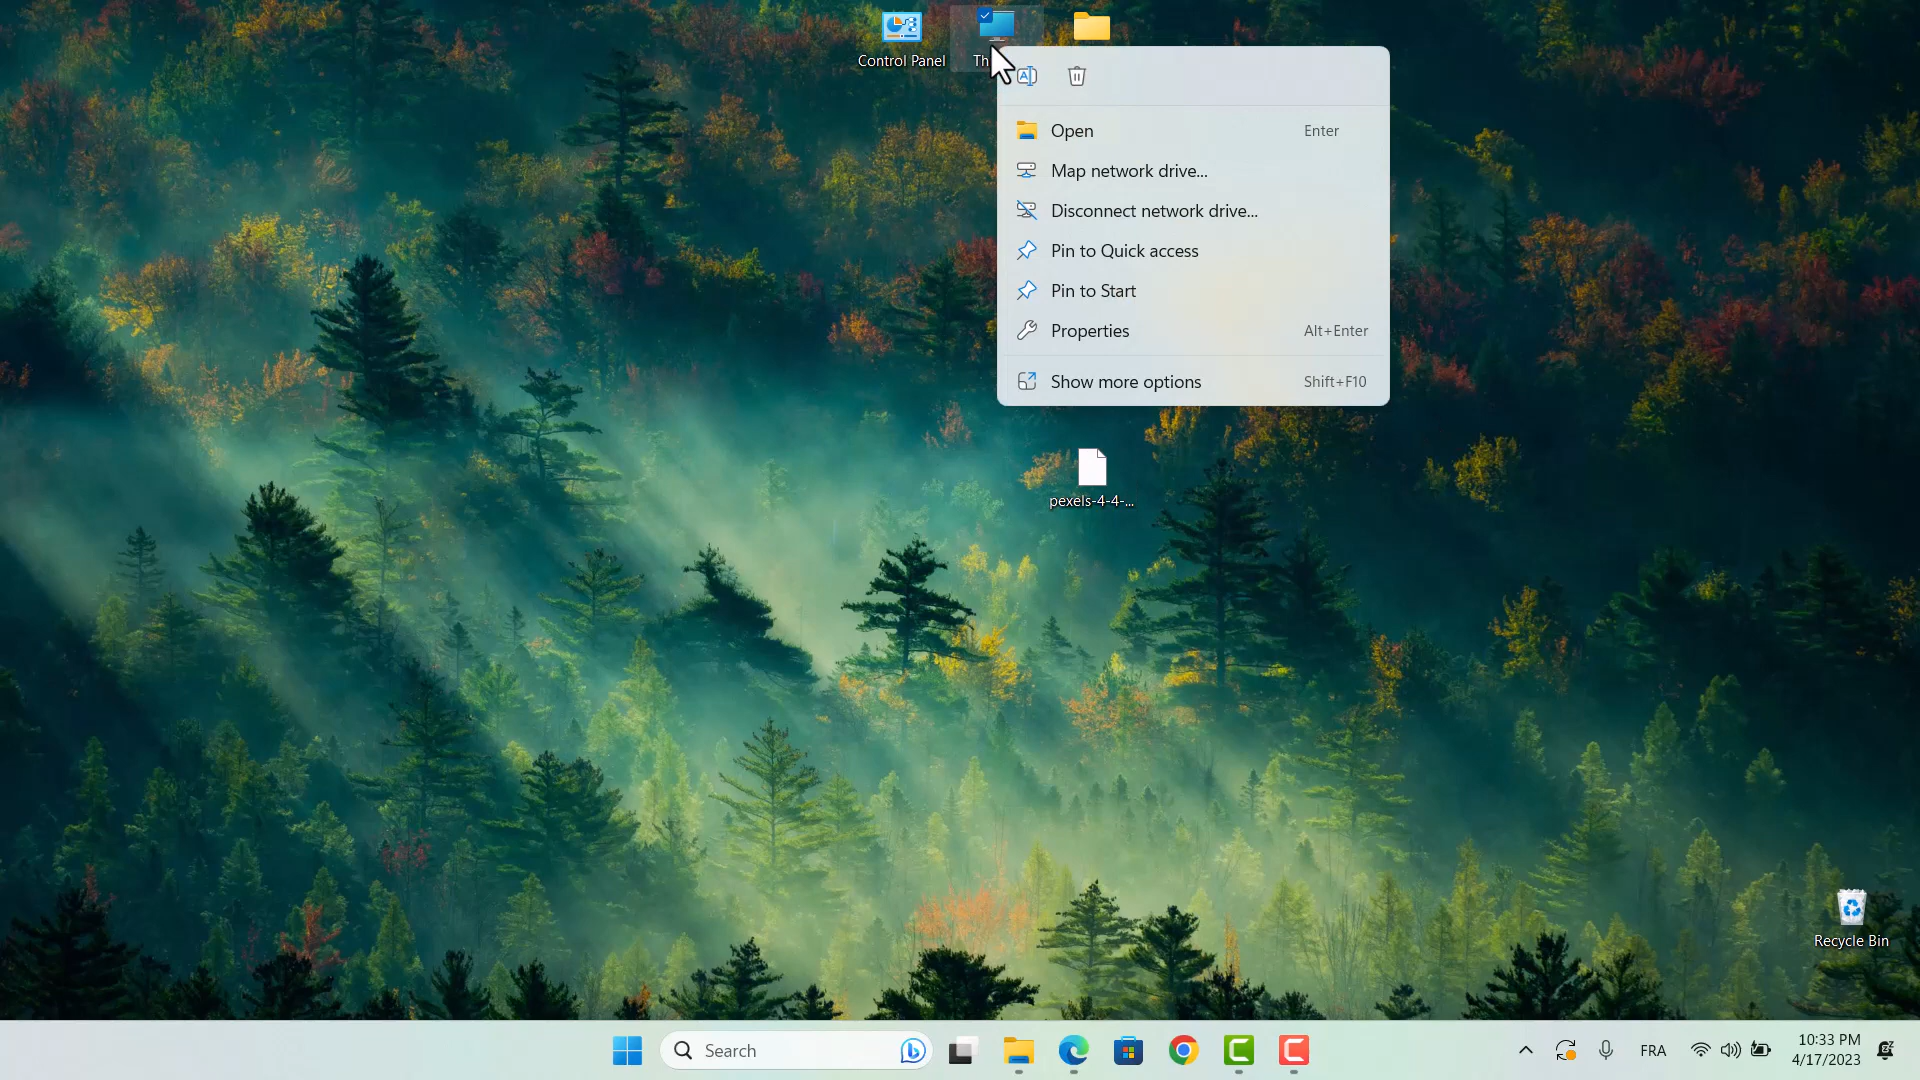 Control Panel
Th
Open Enter
Map network drive...
Disconnect network drive...
Pin to Quick access
Pin to Start
Properties Alt+Enter
Show more options Shift+F10
pexels-4-4-...
Recycle Bin
Search
FRA
10:33 PM
4/17/2023